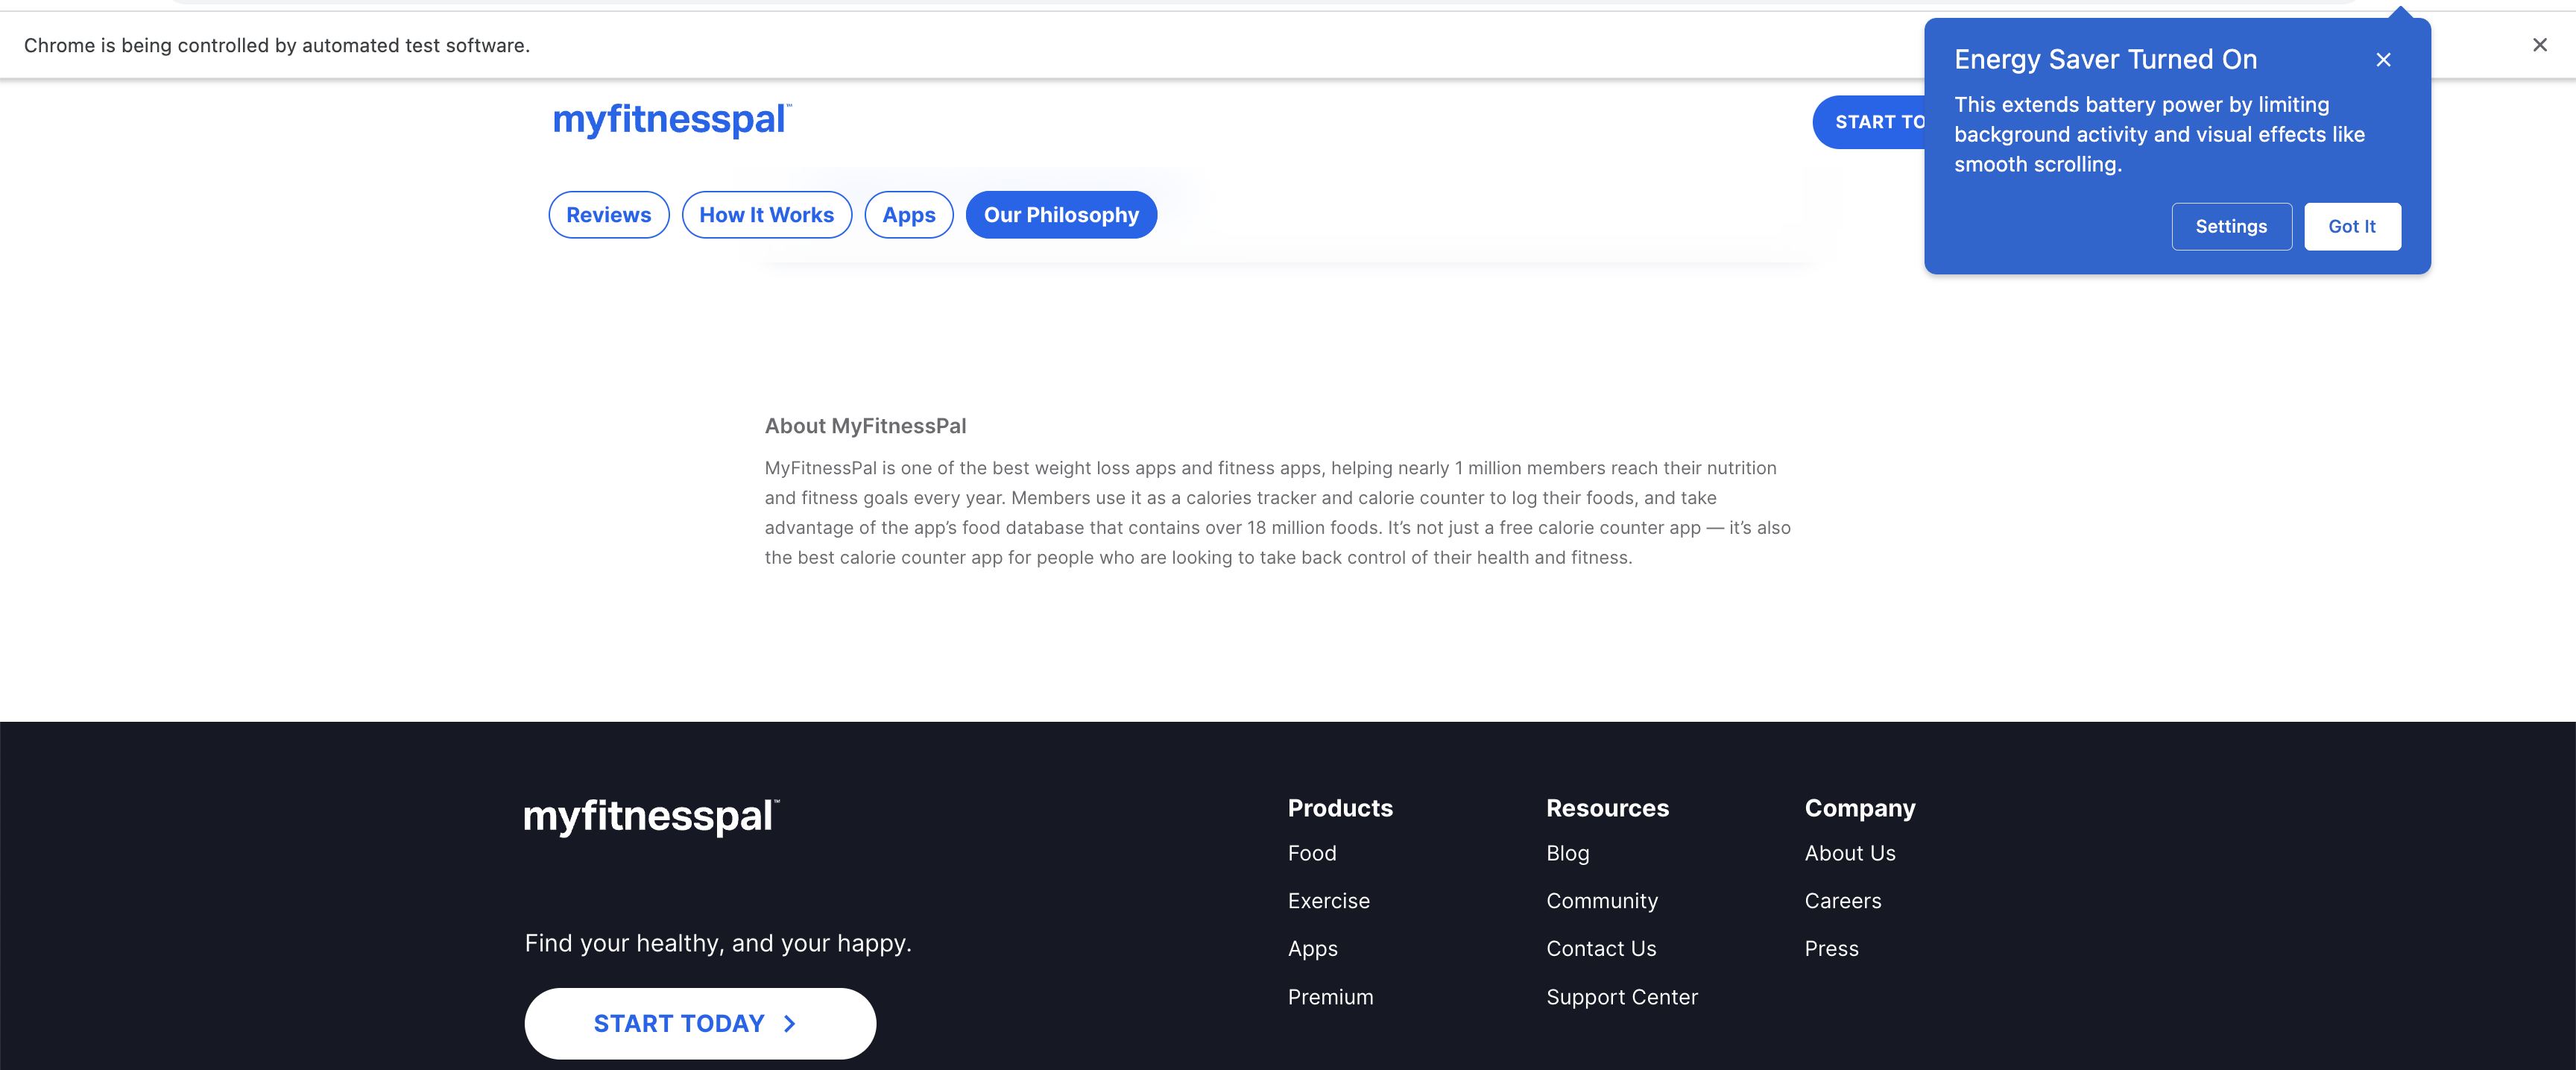 Chrome is being controlled by automated test software.
Energy Saver Turned On
This extends battery power by limiting
background activity and visual effects like
smooth scrolling.
Settings
Got It
myfitnesspal™
START TO
Reviews
How It Works
Apps
Our Philosophy
About MyFitnessPal
MyFitnessPal is one of the best weight loss apps and fitness apps, helping nearly 1 million members reach their nutrition
and fitness goals every year. Members use it as a calories tracker and calorie counter to log their foods, and take
advantage of the app’s food database that contains over 18 million foods. It’s not just a free calorie counter app — it’s also
the best calorie counter app for people who are looking to take back control of their health and fitness.
myfitnesspal™
Find your healthy, and your happy.
START TODAY
Products
Food
Exercise
Apps
Premium
Resources
Blog
Community
Contact Us
Support Center
Company
About Us
Careers
Press